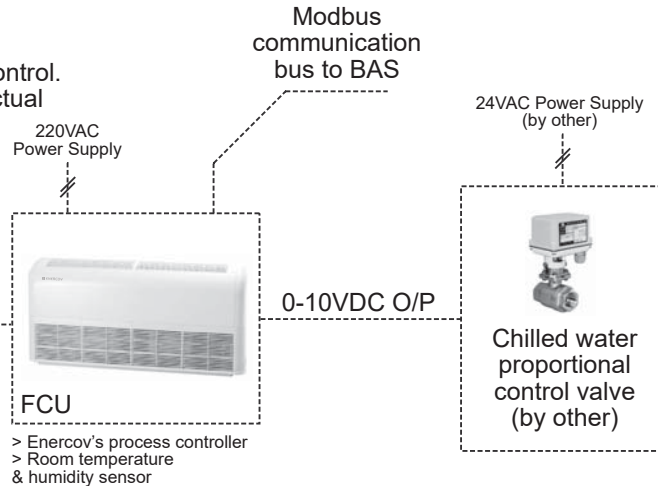 Modbus
communication
bus to BAS
ontrol.
ctual
220VAC
Power Supply
24VAC Power Supply
(by other)
0-10VDC O/P
FCU
Chilled water
proportional
control valve
(by other)
> Enercov's process controller
> Room temperature
& humidity sensor